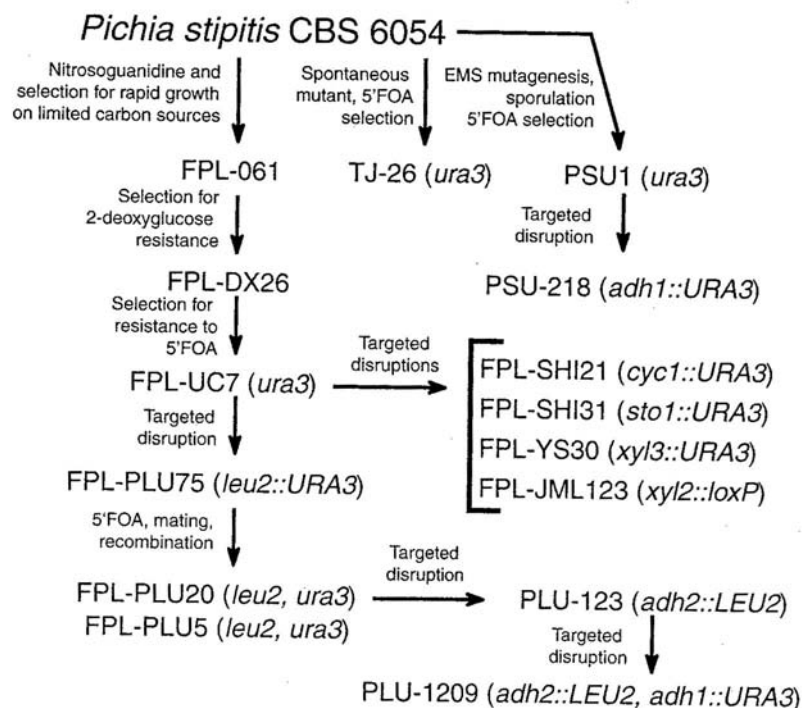 Pichia stipitis CBS 6054
Nitrosoguanidine and
selection for rapid growth
on limited carbon sources
Spontaneous
mutant, 5'FOA
selection
EMS mutagenesis,
sporulation
5'FOA selection
FPL-061
TJ-26 (ura3)
PSU1 (ura3)
Selection for
2-deoxyglucose
resistance
Targeted
disruption
FPL-DX26
PSU-218 (adh1::URA3)
Selection for
resistance to
5'FOA
Targeted
disruptions
FPL-UC7 (ura3)
FPL-SHI21 (cyc1::URA3)
FPL-SHI31 (sto1::URA3)
FPL-YS30 (xyl3::URA3)
FPL-JML123 (xyl2::loxP)
Targeted
disruption
FPL-PLU75 (leu2::URA3)
5'FOA, mating,
recombination
Targeted
disruption
FPL-PLU20 (leu2, ura3)
FPL-PLU5 (leu2, ura3)
PLU-123 (adh2::LEU2)
Targeted
disruption
PLU-1209 (adh2::LEU2, adh1::URA3)